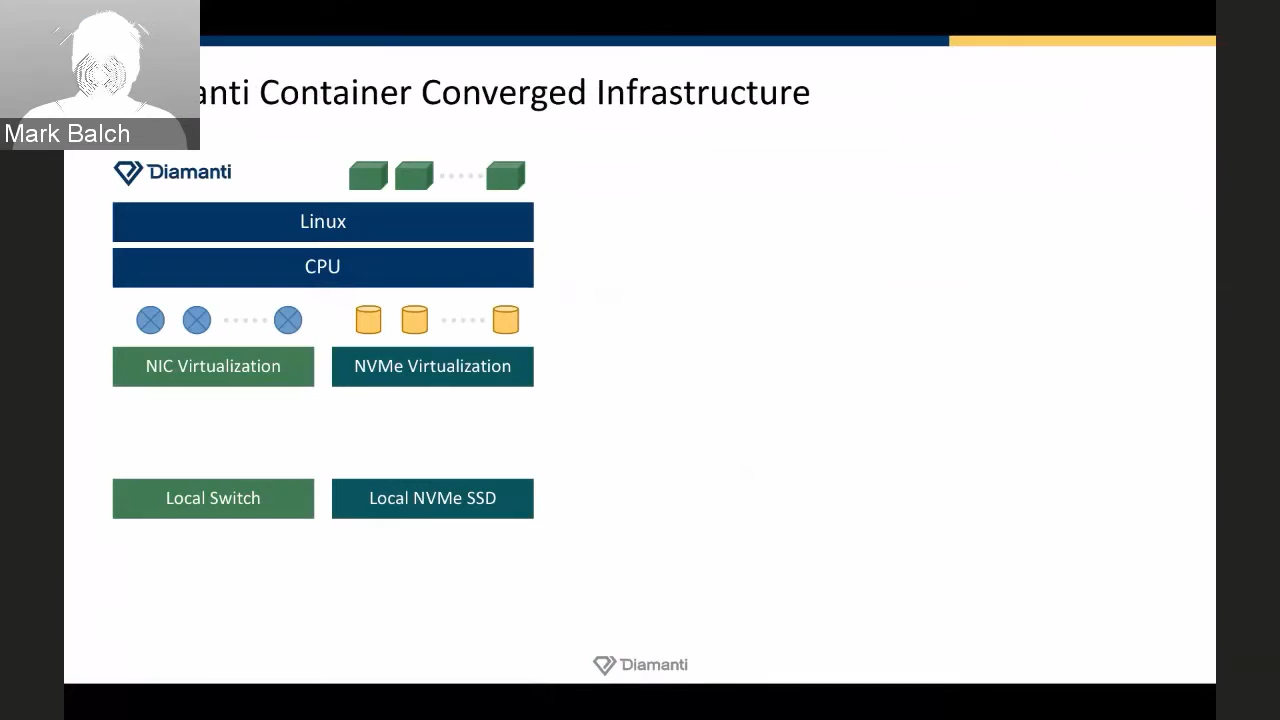 Mark Balch
anti Container Converged Infrastructure
Diamanti
Linux
CPU
NIC Virtualization
NVMe Virtualization
Local Switch
Local NVMe SSD
Diamanti